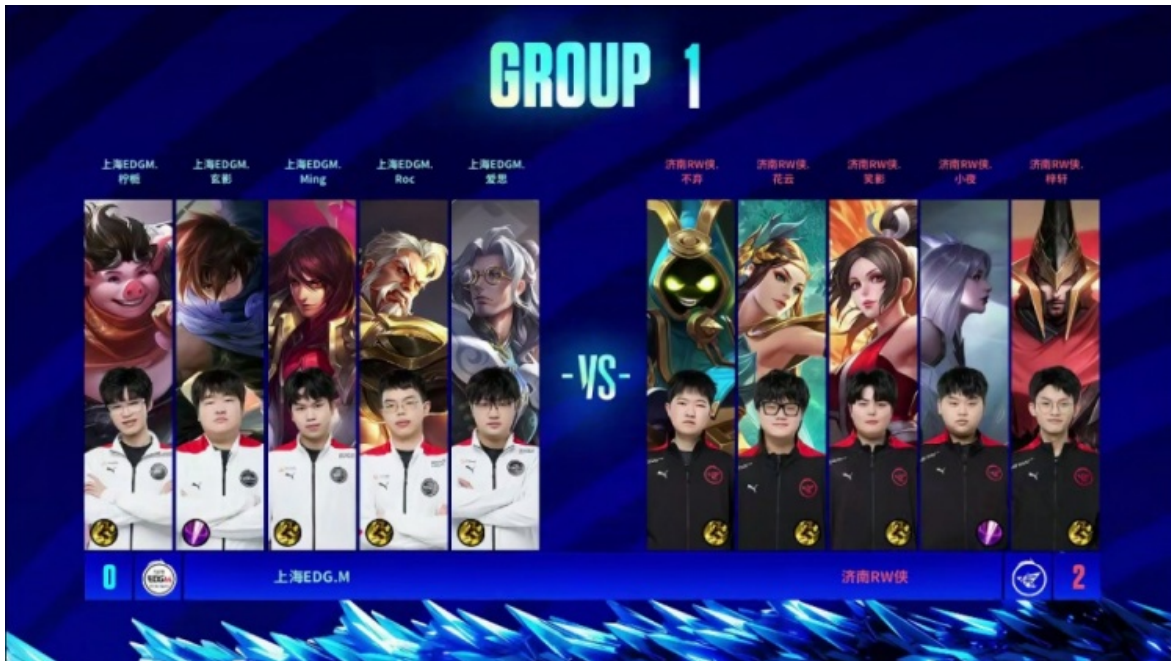 GROUP 1
上海EDGM.
柠栀
上海EDGM.
玄影
上海EDGM.
Ming
上海EDGM.
Roc
上海EDGM.
爱思
济南RW侠.
不弃
济南RW侠.
花云
济南RW侠.
笑影
济南RW侠.
小夜
济南RW侠.
梓轩
-VS-
0
EDGM
上海EDG.M
济南RW侠
2